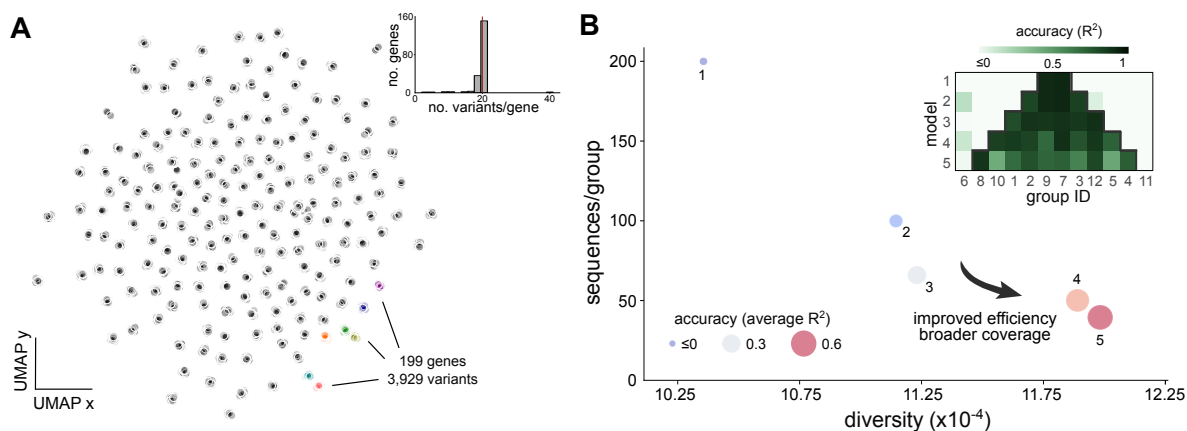 A
160
80
0
no. genes
0
20
40
no. variants/gene
199 genes
3,929 variants
UMAP y
UMAP x
B
200
150
100
50
0
sequences/group
10.25
10.75
11.25
11.75
12.25
diversity (x10⁻⁴)
1
2
3
4
5
improved efficiency
broader coverage
accuracy (average R²)
≤0
0.3
0.6
accuracy (R²)
≤0
0.5
1
model
1
2
3
4
5
6 8 10 1 2 9 7 3 12 5 4 11
group ID